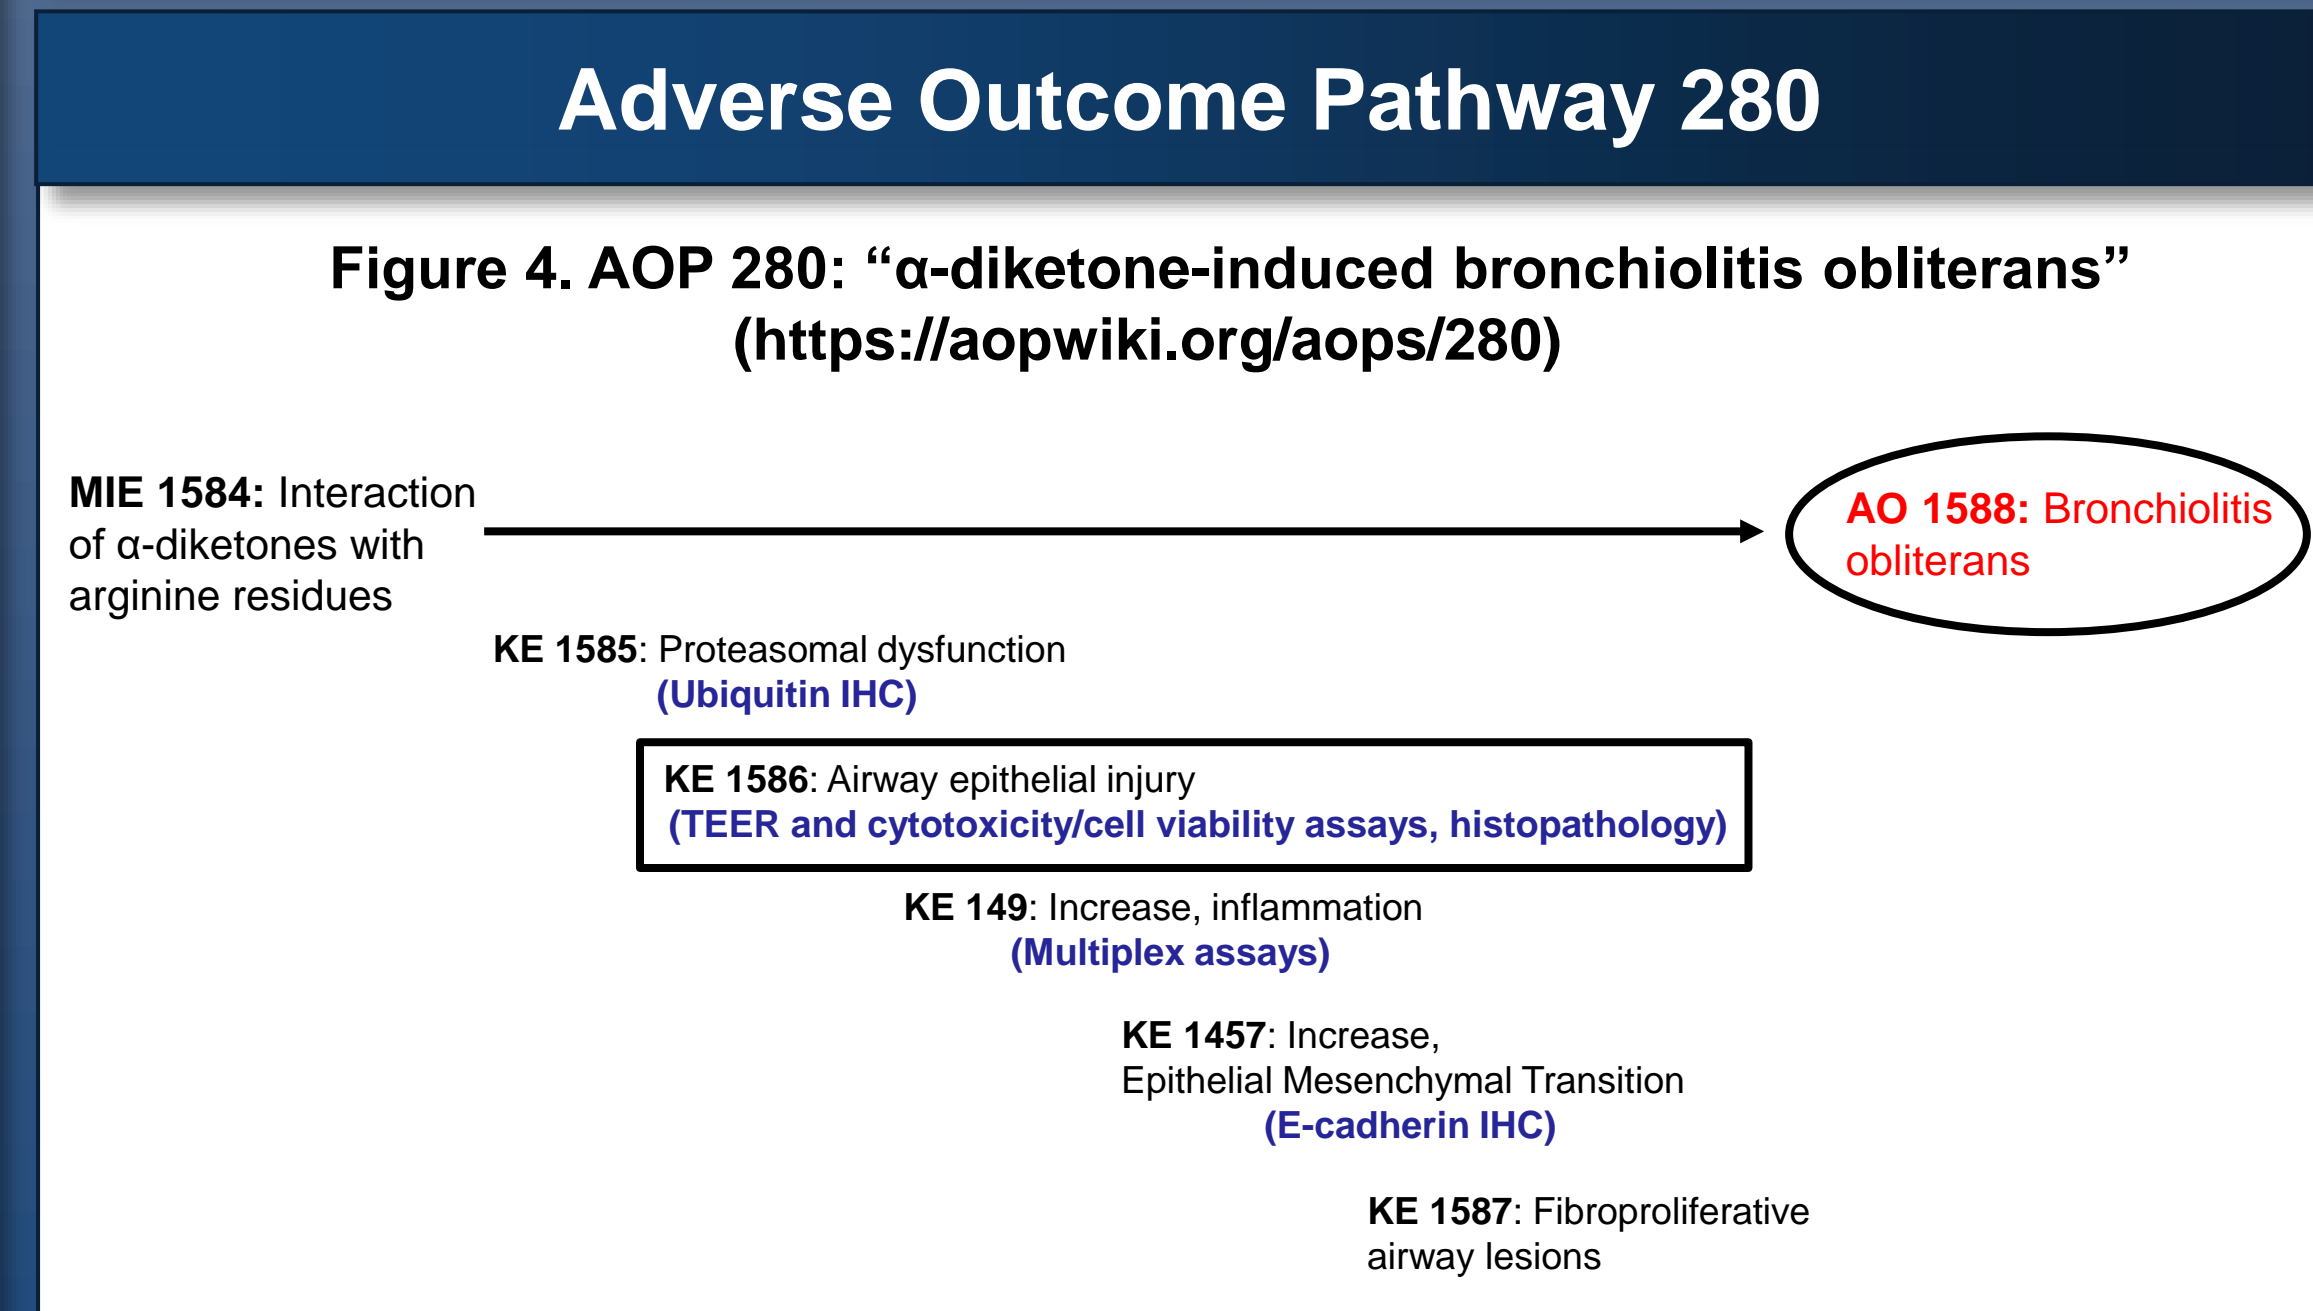 Adverse Outcome Pathway 280
Figure 4. AOP 280: “α-diketone-induced bronchiolitis obliterans”
(https://aopwiki.org/aops/280)
MIE 1584: Interaction
of α-diketones with
arginine residues
AO 1588: Bronchiolitis
obliterans
KE 1585: Proteasomal dysfunction
(Ubiquitin IHC)
KE 1586: Airway epithelial injury
(TEER and cytotoxicity/cell viability assays, histopathology)
KE 149: Increase, inflammation
(Multiplex assays)
KE 1457: Increase,
Epithelial Mesenchymal Transition
(E-cadherin IHC)
KE 1587: Fibroproliferative
airway lesions